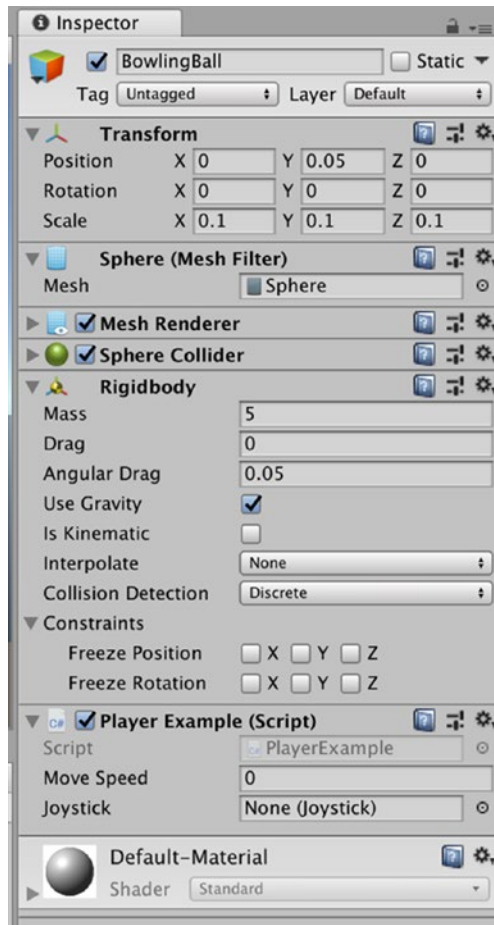 Inspector
BowlingBall Static
Tag Untagged Layer Default
Transform
Position X 0 Y 0.05 Z 0
Rotation X 0 Y 0 Z 0
Scale X 0.1 Y 0.1 Z 0.1
Sphere (Mesh Filter)
Mesh Sphere
Mesh Renderer
Sphere Collider
Rigidbody
Mass 5
Drag 0
Angular Drag 0.05
Use Gravity
Is Kinematic
Interpolate None
Collision Detection Discrete
Constraints
Freeze Position X Y Z
Freeze Rotation X Y Z
C# Player Example (Script)
Script PlayerExample
Move Speed 0
Joystick None (Joystick)
Default-Material
Shader Standard